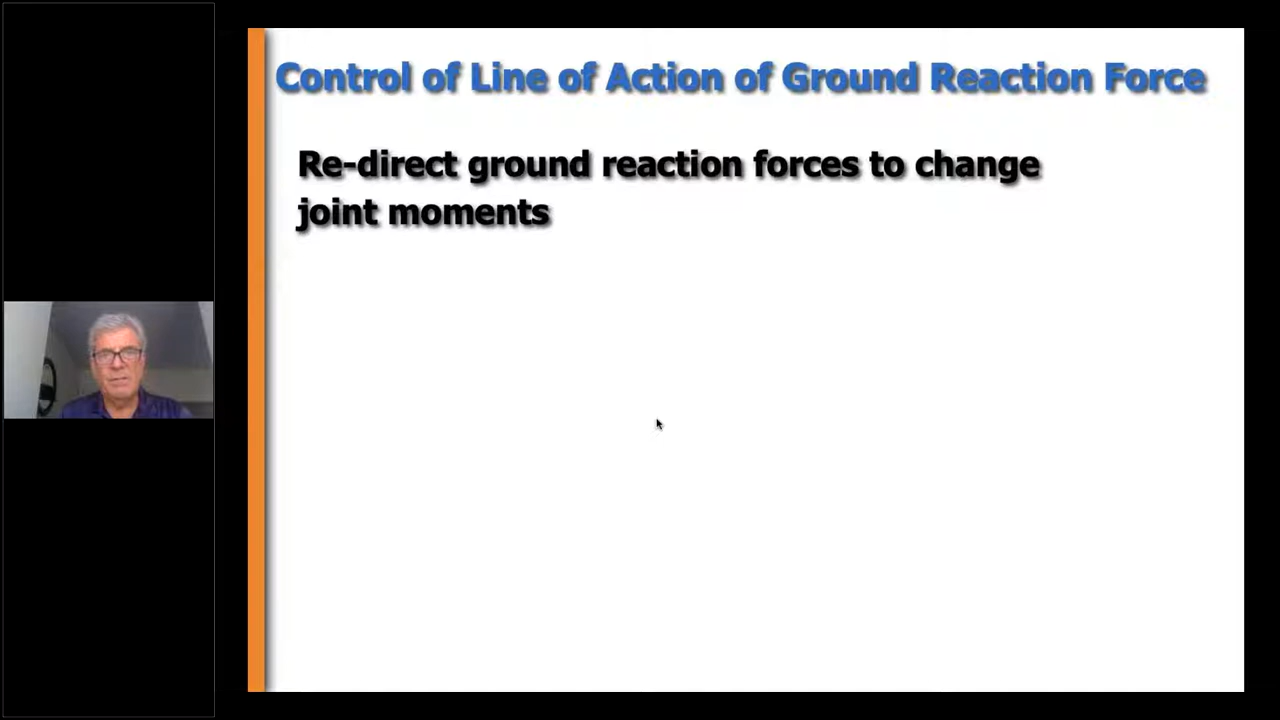 Control of Line of Action of Ground Reaction Force
Re-direct ground reaction forces to change
joint moments